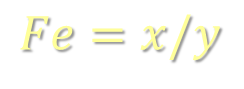 Fe = x/y